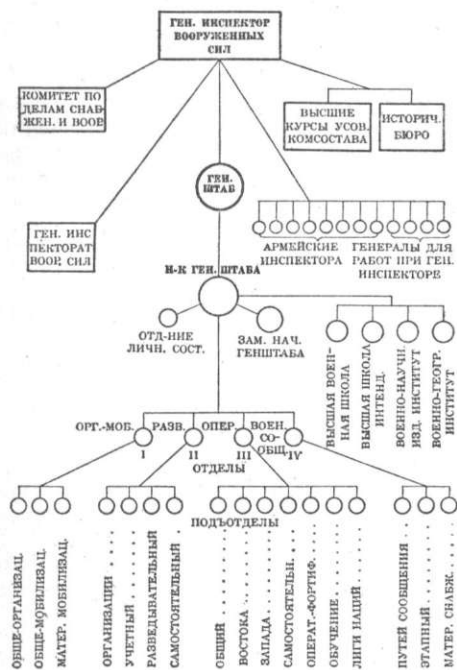 ГЕН. ИНСПЕКТОР
ВООРУЖЕННЫХ
СИЛ
КОМИТЕТ ПО
ДЕЛАМ СНАБ-
ЖЕН. И ВООР.
ВЫСШИЕ
КУРСЫ УСОВ.
КОМСОСТАВА
ИСТОРИЧ.
БЮРО
ГЕН.
ШТАБ
ГЕН. ИНС
ПЕКТОРАТ
ВООР. СИЛ
АРМЕЙСКИЕ
ИНСПЕКТОРА
ГЕНЕРАЛЫ ДЛЯ
РАБОТ ПРИ ГЕН.
ИНСПЕКТОРЕ
Н-К ГЕН. ШТАБА
ОТД-НИЕ
ЛИЧН. СОСТ.
ЗАМ. НАЧ.
ГЕНШТАБА
ВЫСШАЯ ВОЕН-
НАЯ ШКОЛА
ВЫСШАЯ ШКОЛА
ИНТЕНД.
ВОЕННО-НАУЧН.
ИЗД. ИНСТИТУТ
ВОЕННО-ГЕОГР.
ИНСТИТУТ
ОРГ.-МОБ.
РАЗВ.
ОПЕР.
ВОЕН.
СО-
ОБЩ.
I
II
III
IV
ОТДЕЛЫ
ПОДЪОТДЕЛЫ
ОБЩЕ-ОРГАНИЗАЦ.
ОБЩЕ-МОБИЛИЗАЦ.
МАТЕР. МОБИЛИЗАЦ.
ОРГАНИЗАЦИИ . . . .
УЧЕТНЫЙ . . . . . . .
РАЗВЕДЫВАТЕЛЬНЫЙ
САМОСТОЯТЕЛЬНЫЙ .
ОБЩИЙ . . . . . . . . .
ВОСТОКА . . . . . . . .
ЗАПАДА . . . . . . . . .
САМОСТОЯТЕЛЬН. . . .
ОПЕРАТ.-ФОРТИФ. . . .
ОБУЧЕНИЕ . . . . . . .
ЛИГИ НАЦИЙ . . . . .
ПУТЕЙ СООБЩЕНИЯ
ЭТАПНЫЙ . . . . . . .
МАТЕР. СНАБЖ. . . . .